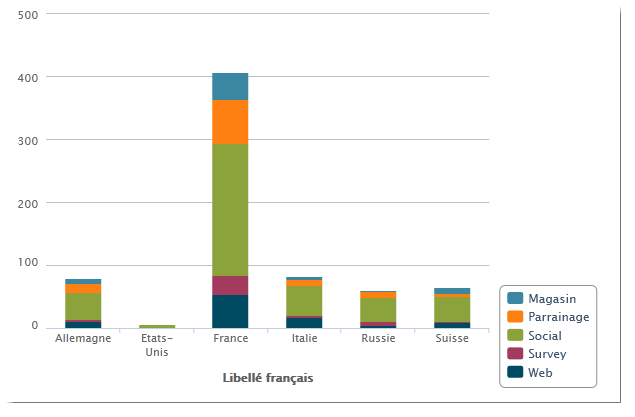 500
400
300
200
100
0
Allemagne
Etats-
Unis
France
Italie
Russie
Suisse
Libellé français
Magasin
Parrainage
Social
Survey
Web